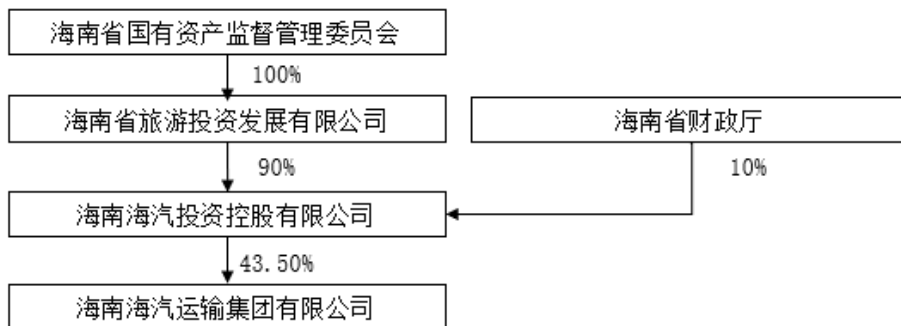 海南省国有资产监督管理委员会
100%
海南省旅游投资发展有限公司
海南省财政厅
90%
10%
海南海汽投资控股有限公司
43.50%
海南海汽运输集团有限公司